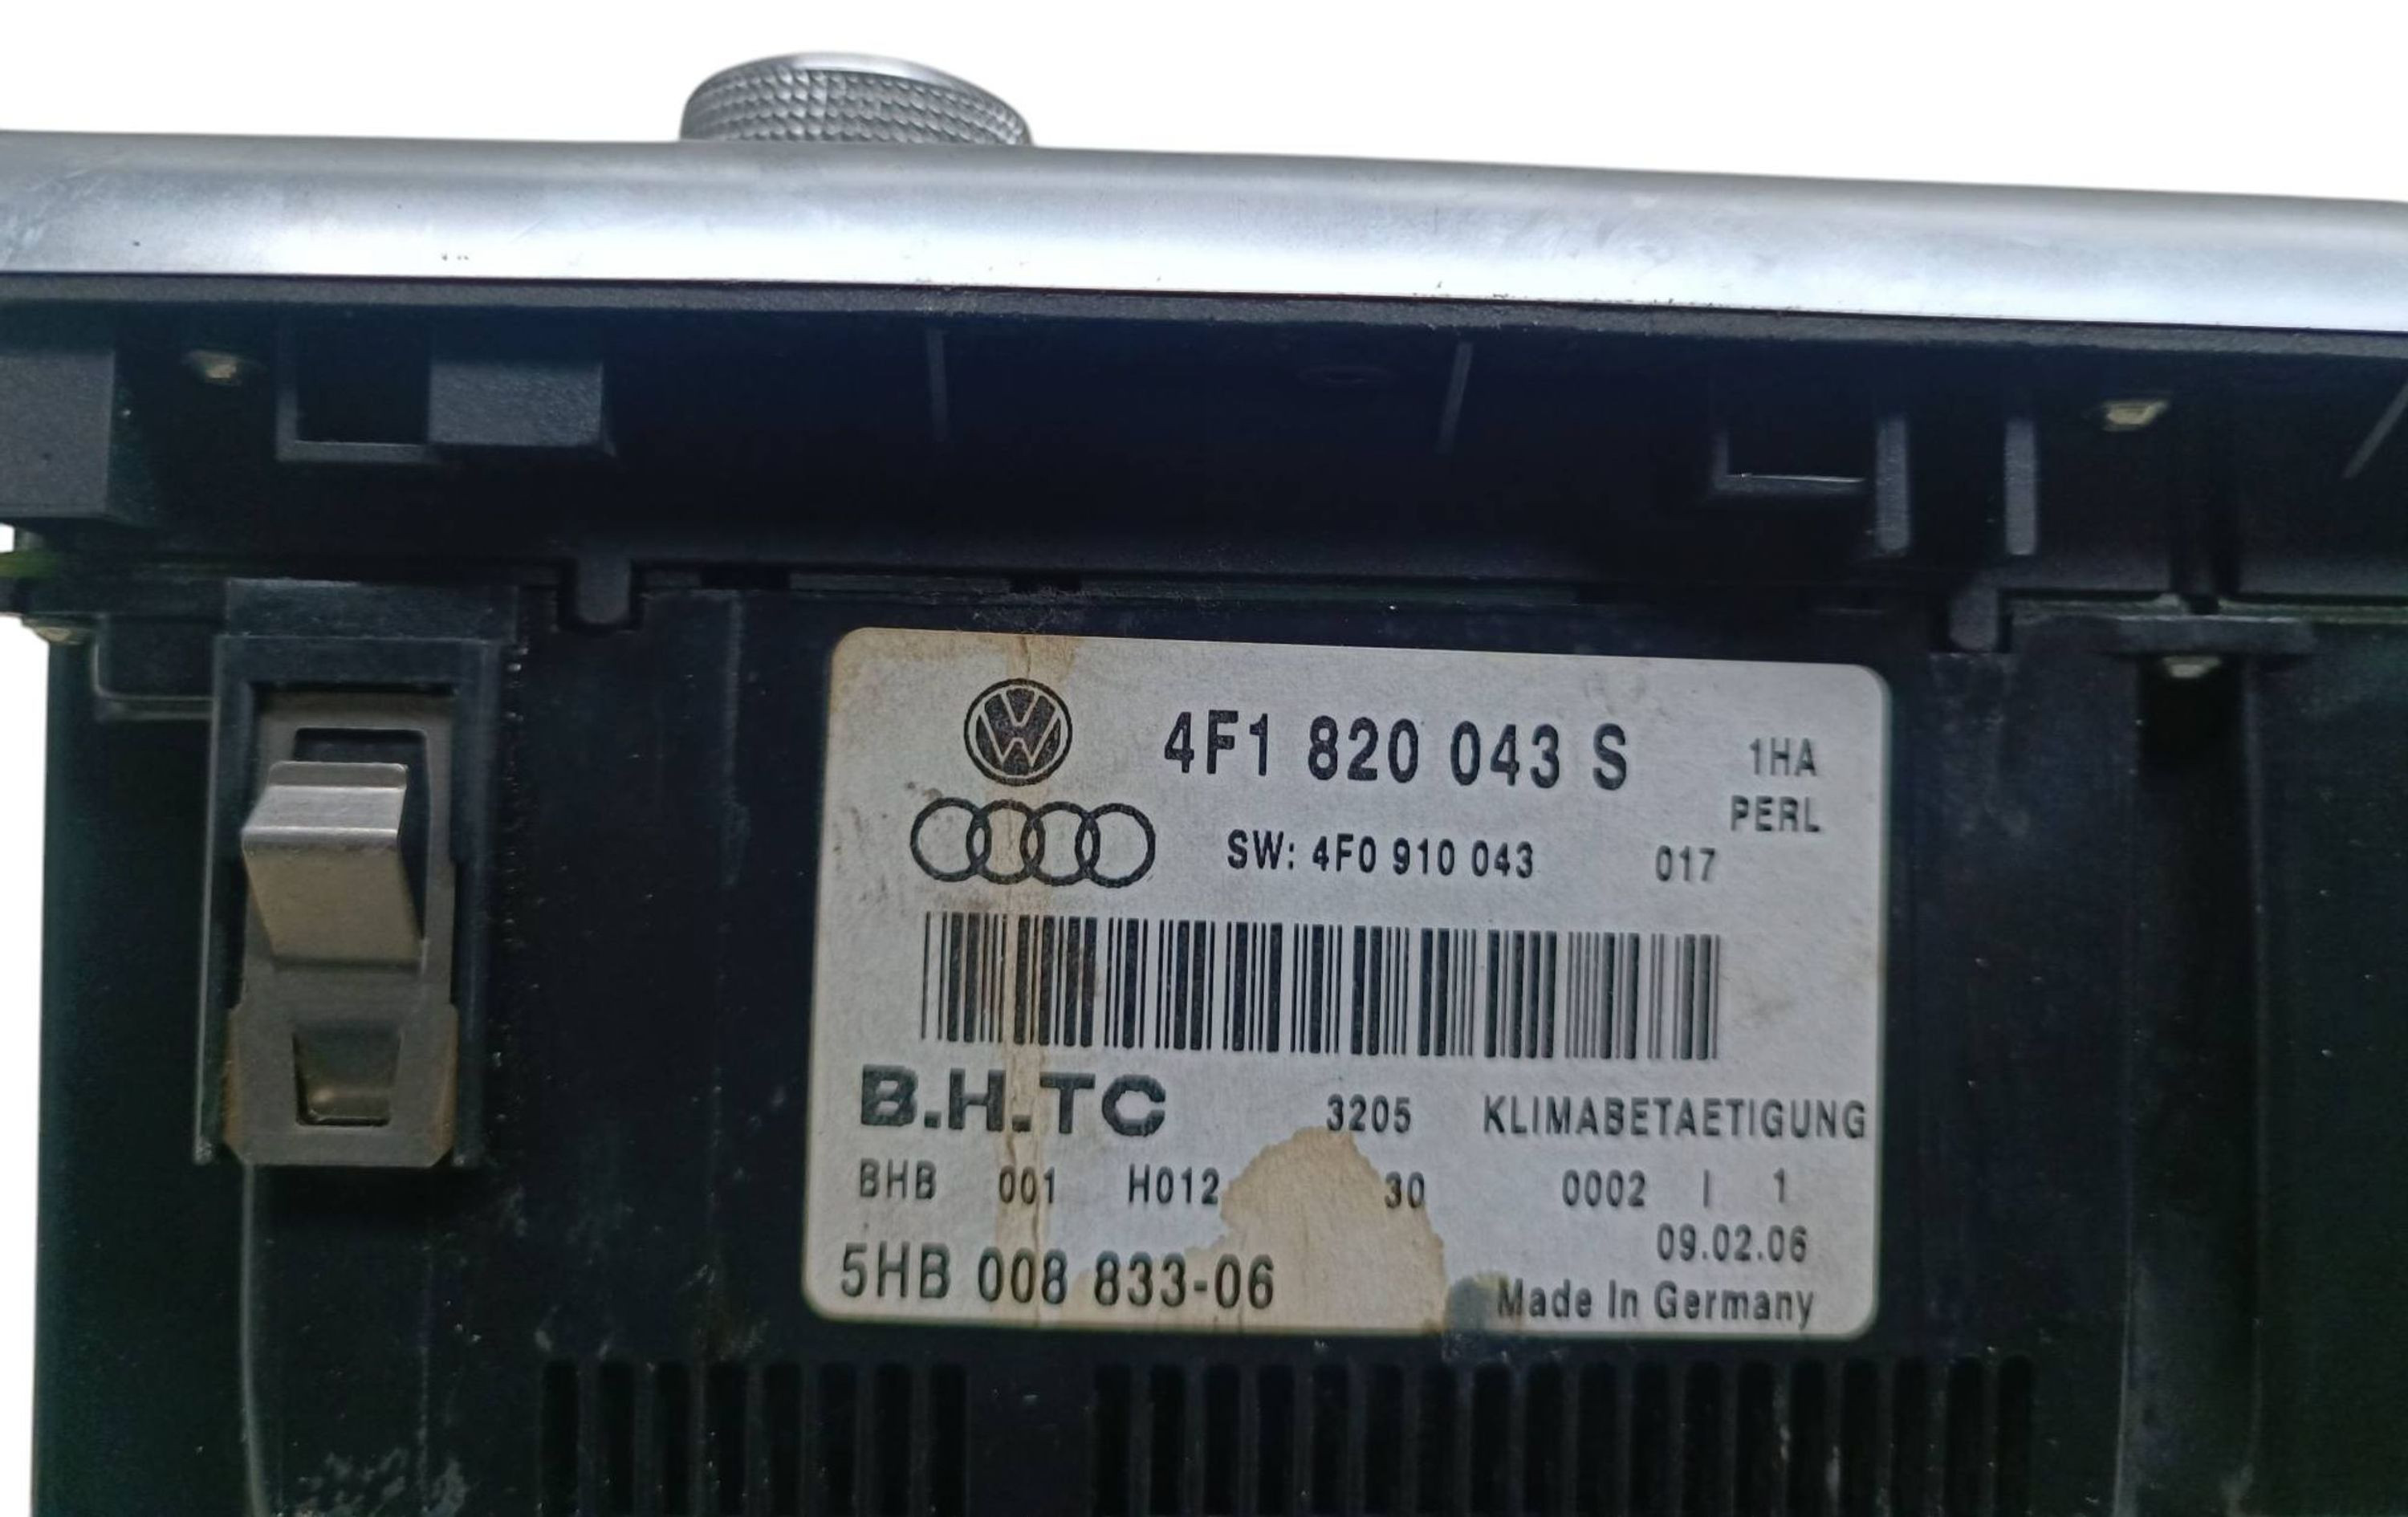 4F1 820 043 S 1HA
PERL
SW: 4F0 910 043 017
B.H.TC 3205 KLIMABETAETIGUNG
BHB 001 H012 30 0002 | 1
09.02.06
5HB 008 833-06
Made In Germany